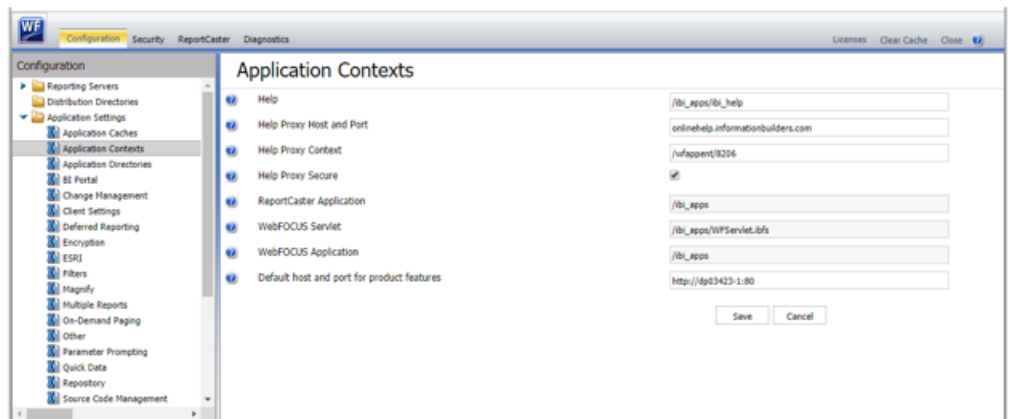 WF
Configuration Security ReportCaster Diagnostics Licenses Clear Cache Close
Configuration
Reporting Servers
Distribution Directories
Application Settings
Application Caches
Application Contexts
Application Directories
BI Portal
Change Management
Client Settings
Deferred Reporting
Encryption
ESRI
Filters
Magnify
Multiple Reports
On-Demand Paging
Other
Parameter Prompting
Quick Data
Repository
Source Code Management
Application Contexts
Help /ibi_apps/ibi_help
Help Proxy Host and Port onlinehelp.informationbuilders.com
Help Proxy Context /wfappent/8206
Help Proxy Secure
ReportCaster Application /ibi_apps
WebFOCUS Servlet /ibi_apps/WFServlet.ibfs
WebFOCUS Application /ibi_apps
Default host and port for product features http://dp03423-1:80
Save Cancel